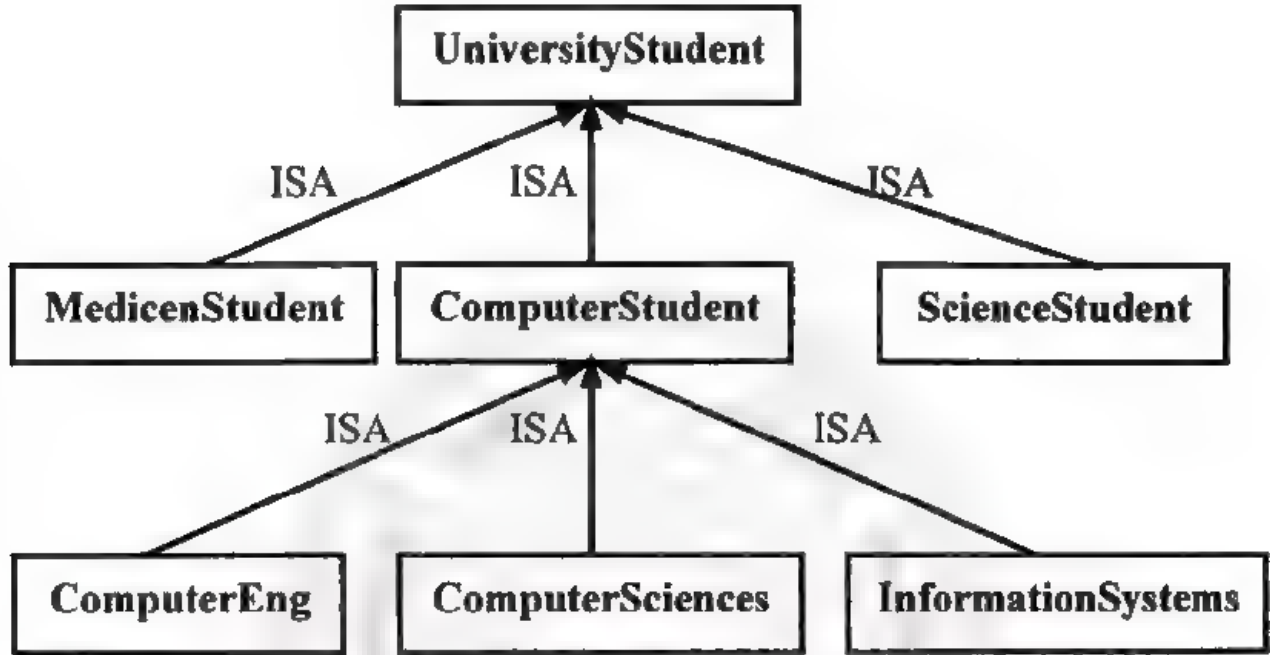 UniversityStudent
ISA ISA ISA
MedicenStudent ComputerStudent ScienceStudent
ISA ISA ISA
ComputerEng ComputerSciences InformationSystems